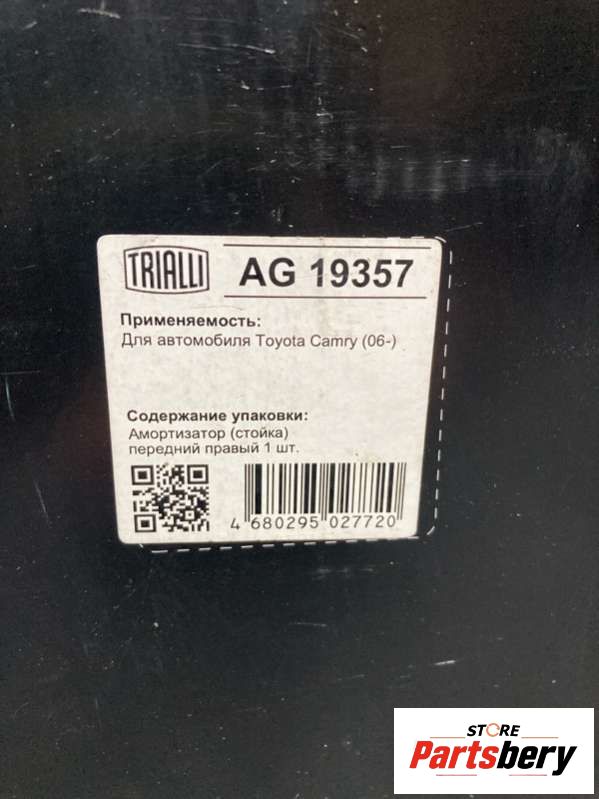 TRIALLI
AG 19357
Применяемость:
Для автомобиля Toyota Camry (06-)
Содержание упаковки:
Амортизатор (стойка)
передний правый 1 шт.
4 680295 027720
STORE
Partsbery